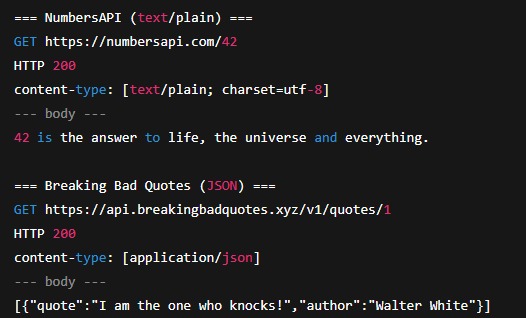 === NumbersAPI (text/plain) ===
GET https://numbersapi.com/42
HTTP 200
content-type: [text/plain; charset=utf-8]
--- body ---
42 is the answer to life, the universe and everything.
=== Breaking Bad Quotes (JSON) ===
GET https://api.breakingbadquotes.xyz/v1/quotes/1
HTTP 200
content-type: [application/json]
--- body ---
[{"quote":"I am the one who knocks!","author":"Walter White"}]